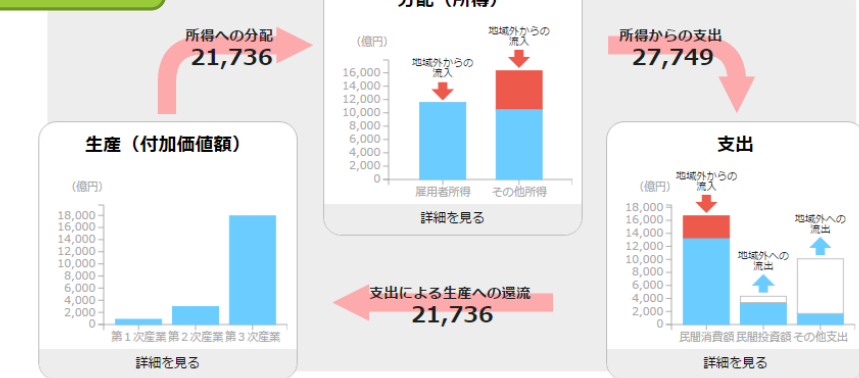 分配（所得）
所得への分配
21,736
（億円）
地域外からの
流入
地域外からの
流入
16,000
14,000
12,000
10,000
8,000
6,000
4,000
2,000
0
雇用者所得
その他所得
詳細を見る
所得からの支出
27,749
生産（付加価値額）
（億円）
18,000
16,000
14,000
12,000
10,000
8,000
6,000
4,000
2,000
0
第１次産業第２次産業第３次産業
詳細を見る
支出による生産への還流
21,736
支出
（億円）
地域外からの
流入
地域外への
流出
地域外への
流出
18,000
16,000
14,000
12,000
10,000
8,000
6,000
4,000
2,000
0
民間消費額 民間投資額 その他支出
詳細を見る